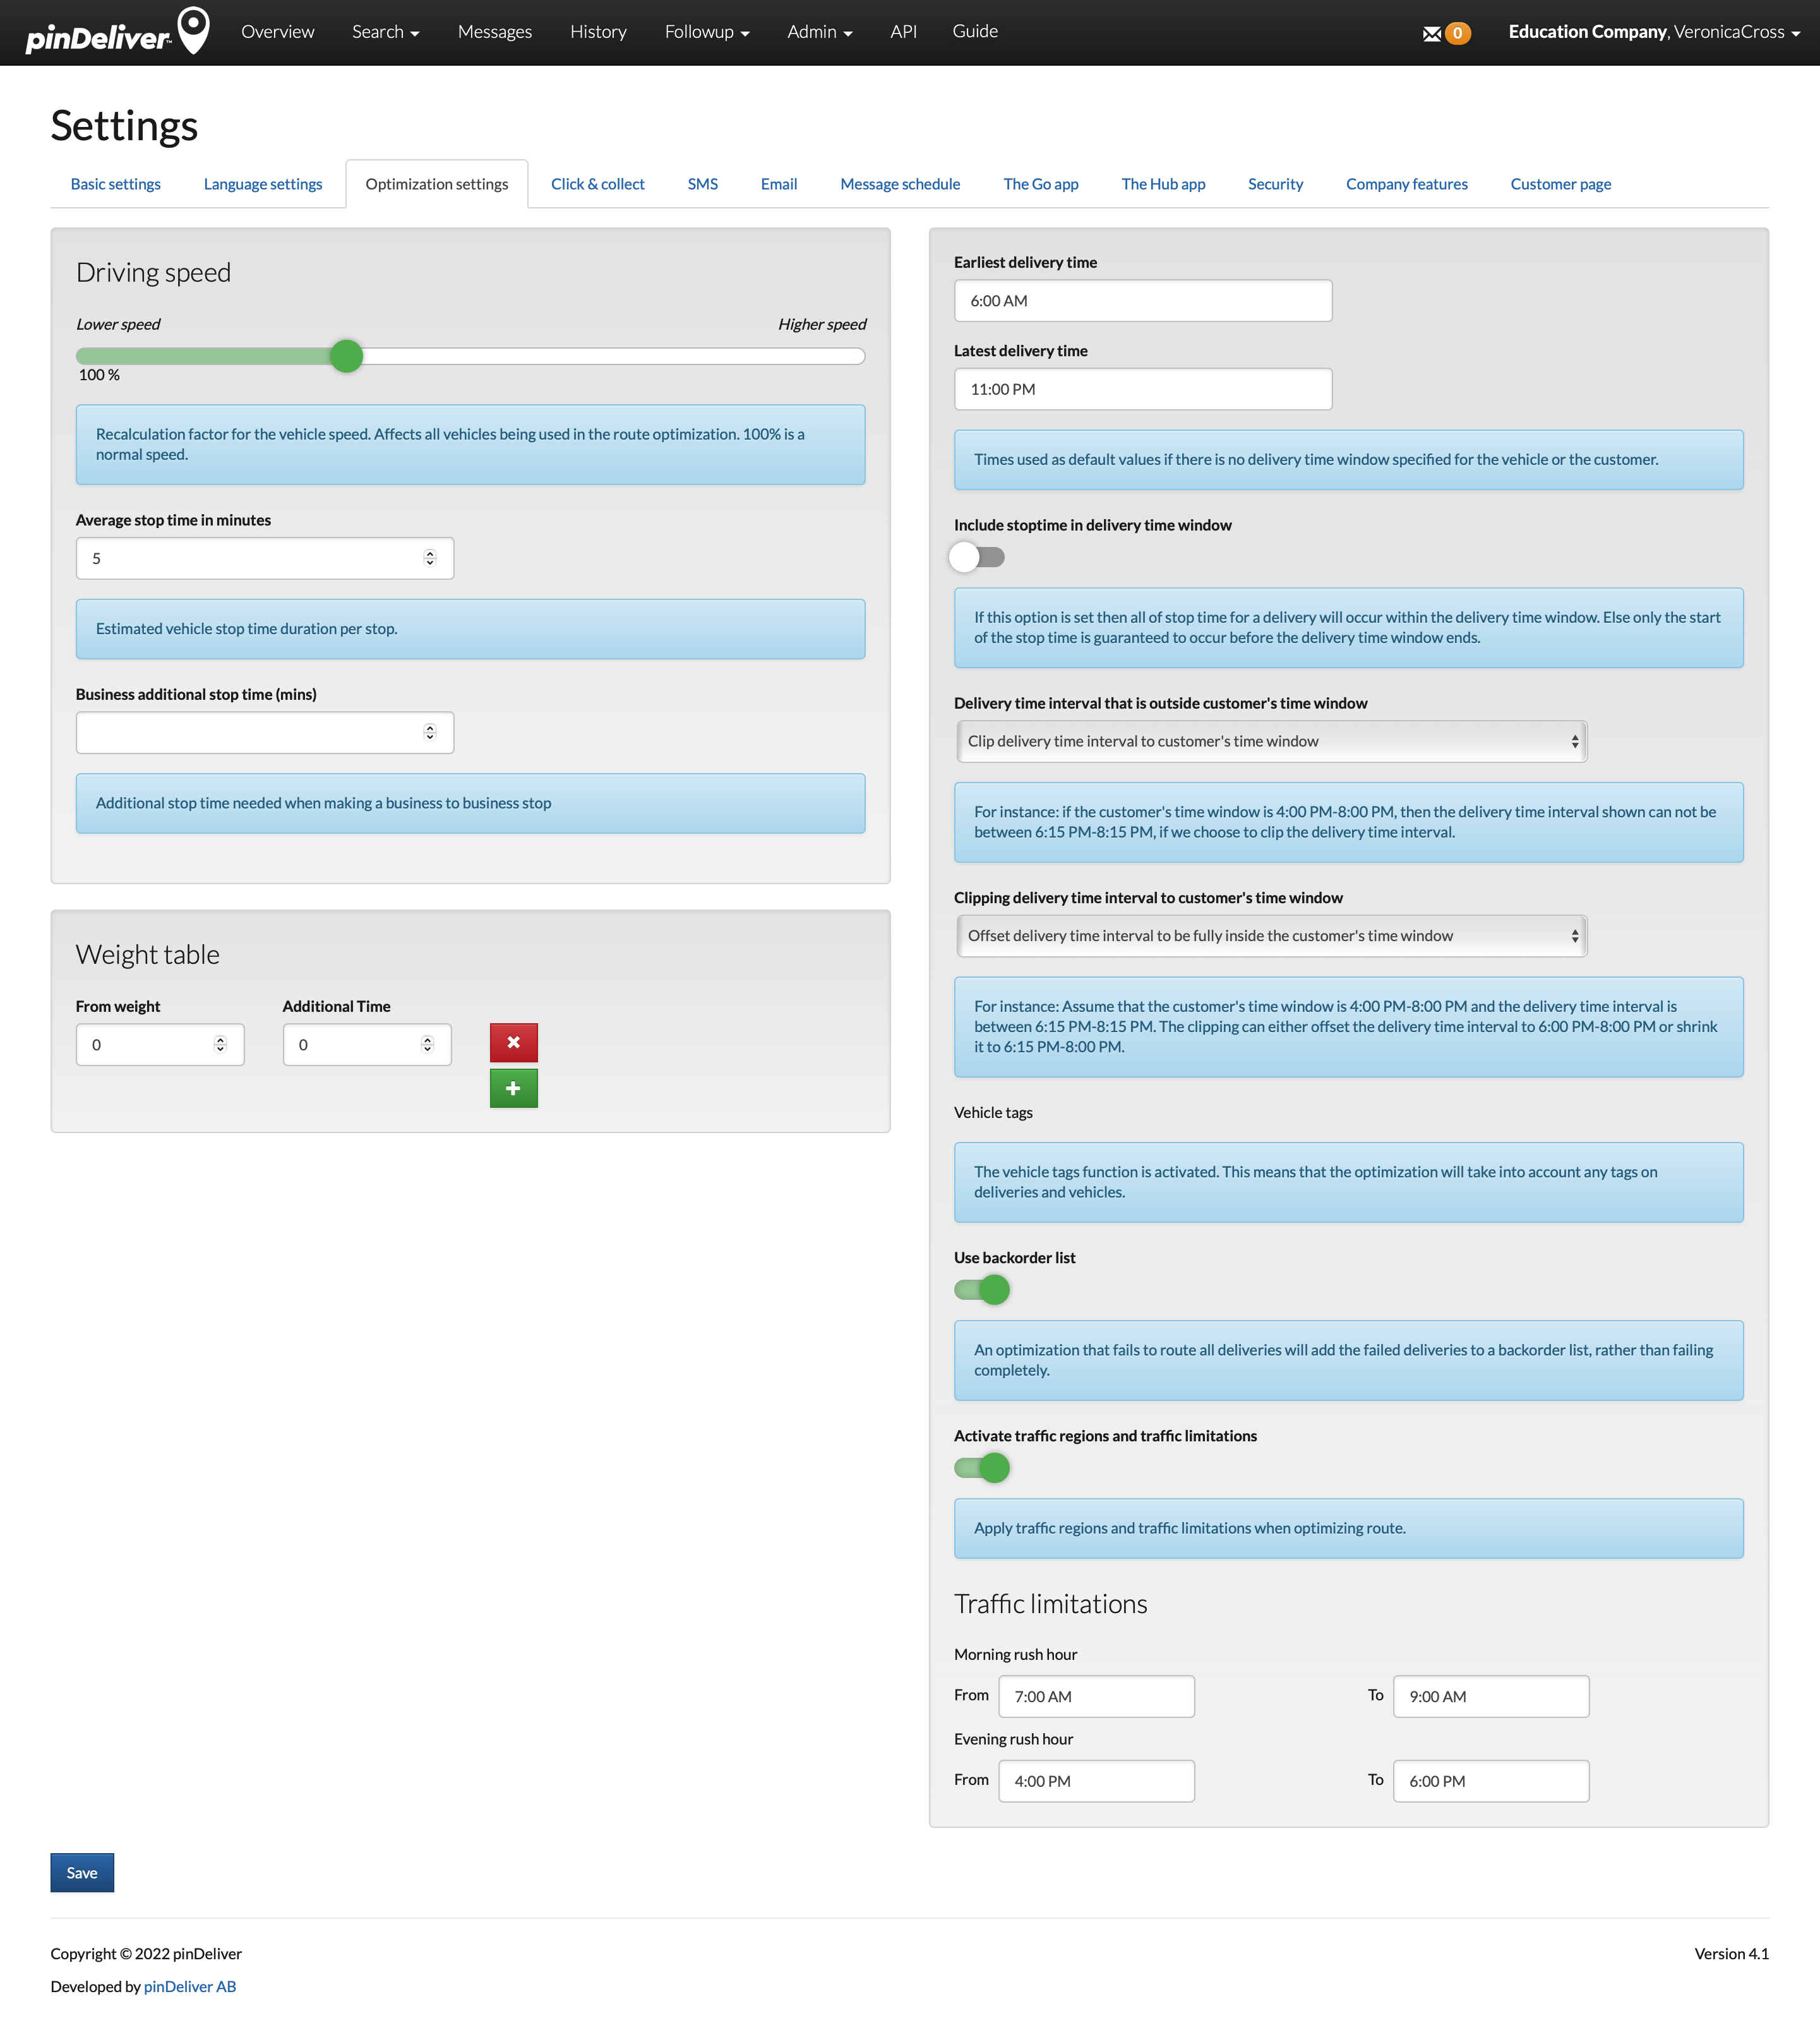 pinDeliver™
Overview
Search
Messages
History
Followup
Admin
API
Guide
0
Education Company, VeronicaCross
Settings
Basic settings
Language settings
Optimization settings
Click & collect
SMS
Email
Message schedule
The Go app
The Hub app
Security
Company features
Customer page
Driving speed
Lower speed
Higher speed
100 %
Recalculation factor for the vehicle speed. Affects all vehicles being used in the route optimization. 100% is a
normal speed.
Average stop time in minutes
5
Estimated vehicle stop time duration per stop.
Business additional stop time (mins)
Additional stop time needed when making a business to business stop
Weight table
From weight
Additional Time
0
0
Earliest delivery time
6:00 AM
Latest delivery time
11:00 PM
Times used as default values if there is no delivery time window specified for the vehicle or the customer.
Include stoptime in delivery time window
If this option is set then all of stop time for a delivery will occur within the delivery time window. Else only the start
of the stop time is guaranteed to occur before the delivery time window ends.
Delivery time interval that is outside customer's time window
Clip delivery time interval to customer's time window
For instance: if the customer's time window is 4:00 PM-8:00 PM, then the delivery time interval shown can not be
between 6:15 PM-8:15 PM, if we choose to clip the delivery time interval.
Clipping delivery time interval to customer's time window
Offset delivery time interval to be fully inside the customer's time window
For instance: Assume that the customer's time window is 4:00 PM-8:00 PM and the delivery time interval is
between 6:15 PM-8:15 PM. The clipping can either offset the delivery time interval to 6:00 PM-8:00 PM or shrink
it to 6:15 PM-8:00 PM.
Vehicle tags
The vehicle tags function is activated. This means that the optimization will take into account any tags on
deliveries and vehicles.
Use backorder list
An optimization that fails to route all deliveries will add the failed deliveries to a backorder list, rather than failing
completely.
Activate traffic regions and traffic limitations
Apply traffic regions and traffic limitations when optimizing route.
Traffic limitations
Morning rush hour
From 7:00 AM To 9:00 AM
Evening rush hour
From 4:00 PM To 6:00 PM
Save
Copyright © 2022 pinDeliver
Version 4.1
Developed by pinDeliver AB